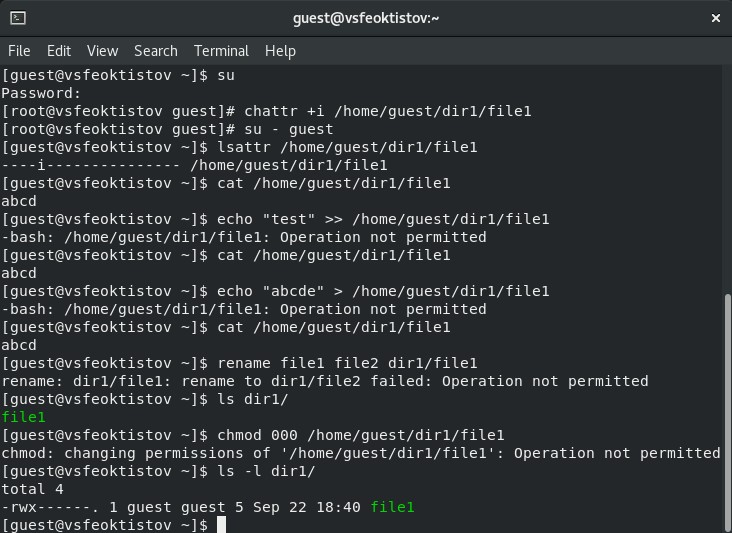 guest@vsfeoktistov:~
File Edit View Search Terminal Help
[guest@vsfeoktistov ~]$ su
Password:
[root@vsfeoktistov guest]# chattr +i /home/guest/dir1/file1
[root@vsfeoktistov guest]# su - guest
[guest@vsfeoktistov ~]$ lsattr /home/guest/dir1/file1
----i--------------- /home/guest/dir1/file1
[guest@vsfeoktistov ~]$ cat /home/guest/dir1/file1
abcd
[guest@vsfeoktistov ~]$ echo "test" >> /home/guest/dir1/file1
-bash: /home/guest/dir1/file1: Operation not permitted
[guest@vsfeoktistov ~]$ cat /home/guest/dir1/file1
abcd
[guest@vsfeoktistov ~]$ echo "abcde" > /home/guest/dir1/file1
-bash: /home/guest/dir1/file1: Operation not permitted
[guest@vsfeoktistov ~]$ cat /home/guest/dir1/file1
abcd
[guest@vsfeoktistov ~]$ rename file1 file2 dir1/file1
rename: dir1/file1: rename to dir1/file2 failed: Operation not permitted
[guest@vsfeoktistov ~]$ ls dir1/
file1
[guest@vsfeoktistov ~]$ chmod 000 /home/guest/dir1/file1
chmod: changing permissions of '/home/guest/dir1/file1': Operation not permitted
[guest@vsfeoktistov ~]$ ls -l dir1/
total 4
-rwx------. 1 guest guest 5 Sep 22 18:40 file1
[guest@vsfeoktistov ~]$